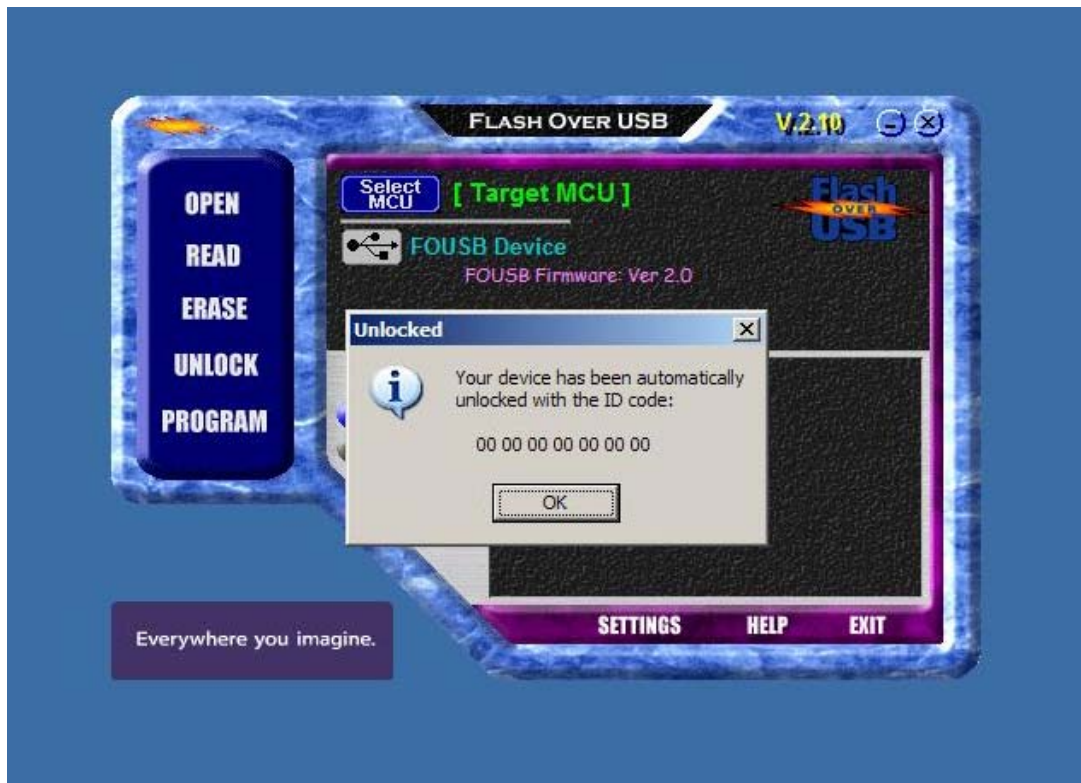 FLASH OVER USB
V.2.10
OPEN
READ
ERASE
UNLOCK
PROGRAM
Select
MCU
[ Target MCU ]
Flash
OVER
USB
FOUSB Device
FOUSB Firmware: Ver 2.0
Unlocked
Your device has been automatically
unlocked with the ID code:
00 00 00 00 00 00 00
OK
SETTINGS HELP EXIT
Everywhere you imagine.